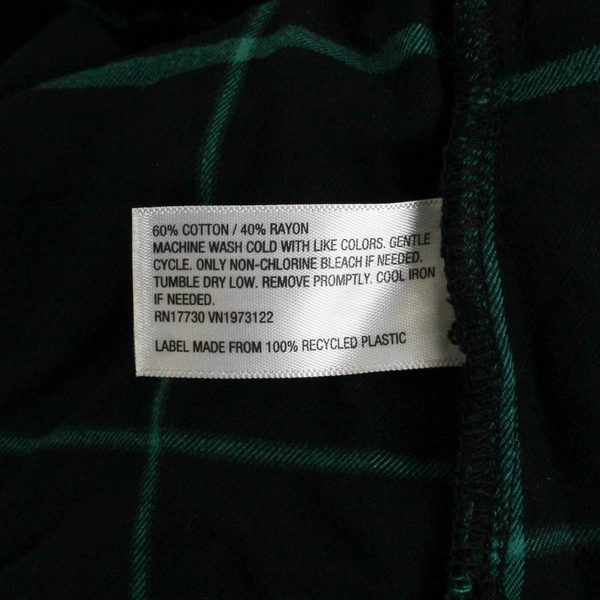 60% COTTON / 40% RAYON
MACHINE WASH COLD WITH LIKE COLORS. GENTLE
CYCLE. ONLY NON-CHLORINE BLEACH IF NEEDED.
TUMBLE DRY LOW. REMOVE PROMPTLY. COOL IRON
IF NEEDED.
RN17730 VN1973122
LABEL MADE FROM 100% RECYCLED PLASTIC